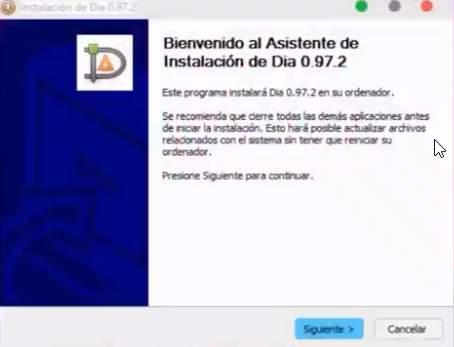 Instalación de Dia 0.97.2
Bienvenido al Asistente de
Instalación de Dia 0.97.2
Este programa instalará Dia 0.97.2 en su ordenador.
Se recomienda que cierre todas las demás aplicaciones antes
de iniciar la instalación. Esto hará posible actualizar archivos
relacionados con el sistema sin tener que reiniciar su
ordenador.
Presione Siguiente para continuar.
Siguiente >
Cancelar